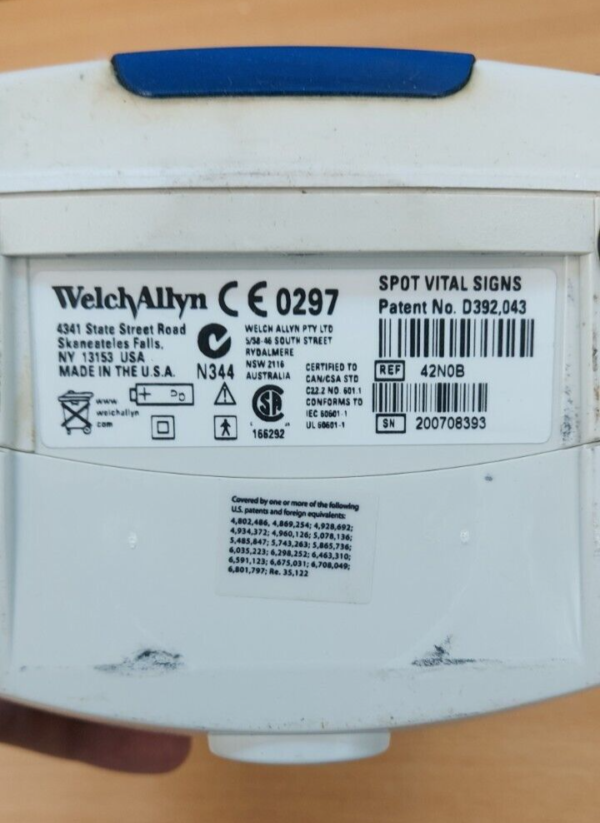 WelchAllyn CE 0297
4341 State Street Road
Skaneateles Falls,
NY 13153 USA
MADE IN THE U.S.A.
N344
WELCH ALLYN PTY LTD
5/38-46 SOUTH STREET
RYDALMERE
NSW 2116
AUSTRALIA
www
welchallyn
com
SA
166292
CERTIFIED TO
CAN/CSA STD
C22.2 NO. 601.1
CONFORMS TO
IEC 60601-1
UL 60601-1
SPOT VITAL SIGNS
Patent No. D392,043
REF 42N0B
SN 200708393
Covered by one or more of the following
U.S. patents and foreign equivalents:
4,802,486, 4,869,254; 4,928,692;
4,934,372; 4,960,126; 5,078,136;
5,485,847; 5,743,263; 5,865,736;
6,035,223; 6,298,252; 6,463,310;
6,591,123; 6,675,031; 6,708,049;
6,801,797; Re. 35,122